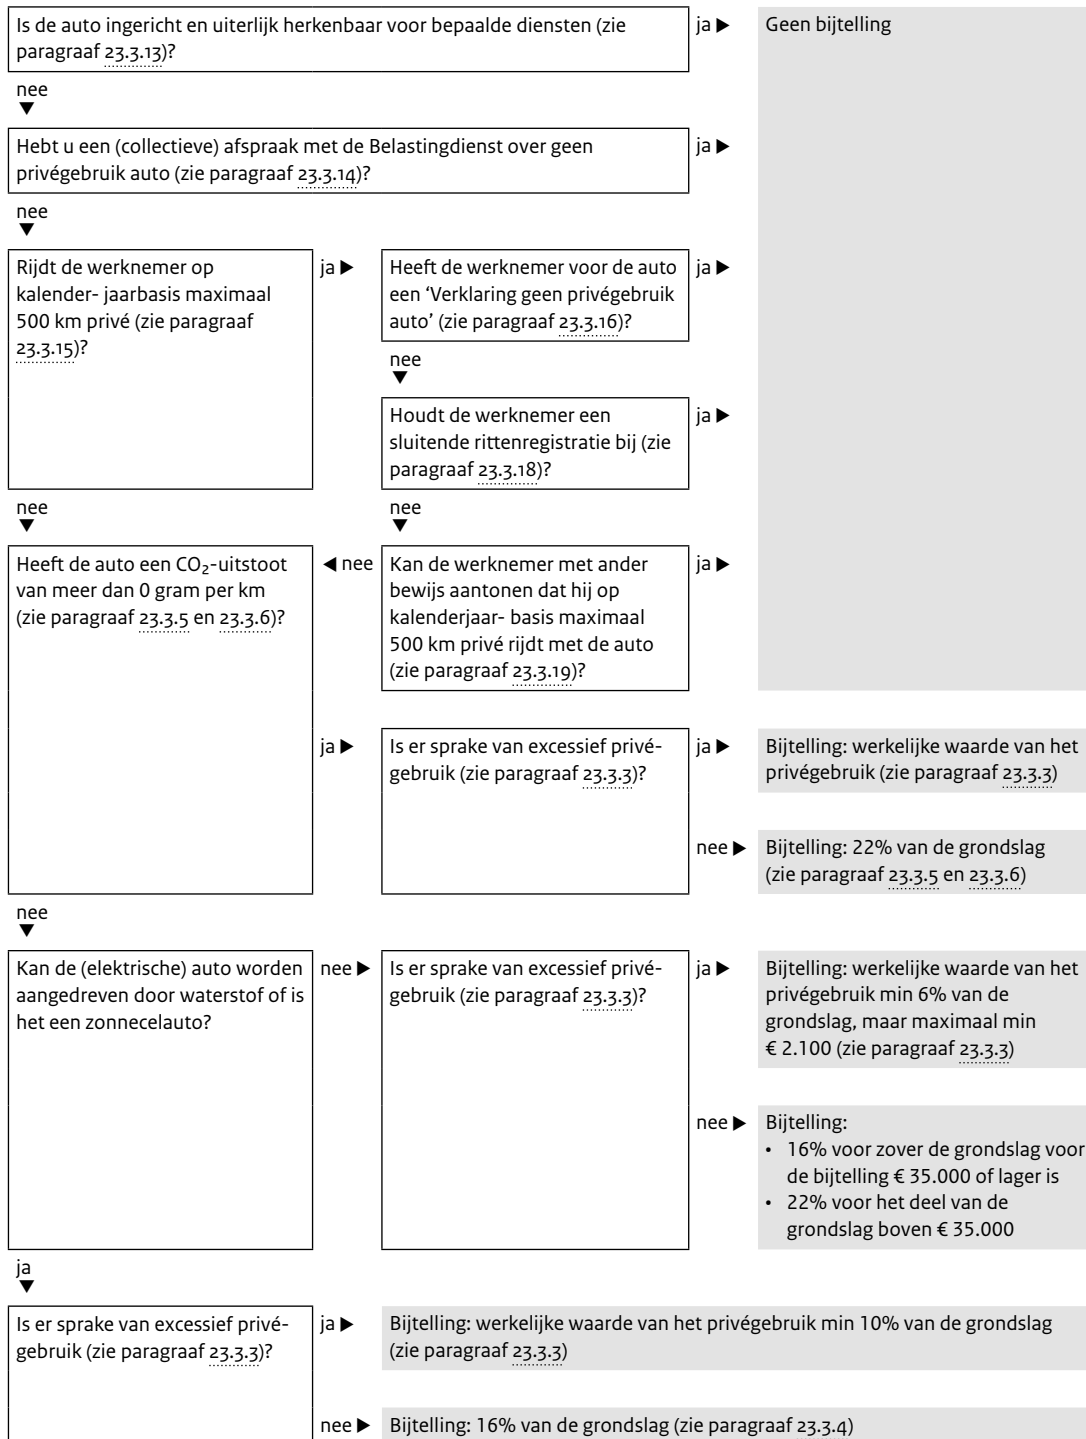 Is de auto ingericht en uiterlijk herkenbaar voor bepaalde diensten (zie
paragraaf 23.3.13)?
ja ▶
Geen bijtelling
nee
▼
Hebt u een (collectieve) afspraak met de Belastingdienst over geen
privégebruik auto (zie paragraaf 23.3.14)?
ja ▶
nee
▼
Rijdt de werknemer op
kalender- jaarbasis maximaal
500 km privé (zie paragraaf
23.3.15)?
ja ▶
Heeft de werknemer voor de auto
een ‘Verklaring geen privégebruik
auto’ (zie paragraaf 23.3.16)?
ja ▶
nee
▼
Houdt de werknemer een
sluitende rittenregistratie bij (zie
paragraaf 23.3.18)?
ja ▶
nee
▼
nee
▼
Heeft de auto een CO₂-uitstoot
van meer dan 0 gram per km
(zie paragraaf 23.3.5 en 23.3.6)?
◀ nee
Kan de werknemer met ander
bewijs aantonen dat hij op
kalenderjaar- basis maximaal
500 km privé rijdt met de auto
(zie paragraaf 23.3.19)?
ja ▶
ja ▶
Is er sprake van excessief privé-
gebruik (zie paragraaf 23.3.3)?
ja ▶
Bijtelling: werkelijke waarde van het
privégebruik (zie paragraaf 23.3.3)
nee ▶
Bijtelling: 22% van de grondslag
(zie paragraaf 23.3.5 en 23.3.6)
nee
▼
Kan de (elektrische) auto worden
aangedreven door waterstof of is
het een zonnecelauto?
nee ▶
Is er sprake van excessief privé-
gebruik (zie paragraaf 23.3.3)?
ja ▶
Bijtelling: werkelijke waarde van het
privégebruik min 6% van de
grondslag, maar maximaal min
€ 2.100 (zie paragraaf 23.3.3)
nee ▶
Bijtelling:
• 16% voor zover de grondslag voor
de bijtelling € 35.000 of lager is
• 22% voor het deel van de
grondslag boven € 35.000
ja
▼
Is er sprake van excessief privé-
gebruik (zie paragraaf 23.3.3)?
ja ▶
Bijtelling: werkelijke waarde van het privégebruik min 10% van de grondslag
(zie paragraaf 23.3.3)
nee ▶
Bijtelling: 16% van de grondslag (zie paragraaf 23.3.4)